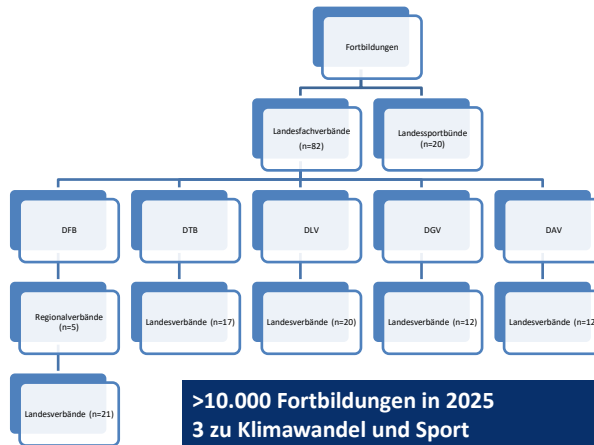 Fortbildungen
Landesfachverbände
(n=82)
Landessportbünde
(n=20)
DFB
DTB
DLV
DGV
DAV
Regionalverbände
(n=5)
Landesverbände (n=17)
Landesverbände (n=20)
Landesverbände (n=12)
Landesverbände (n=12
Landesverbände (n=21)
>10.000 Fortbildungen in 2025
3 zu Klimawandel und Sport